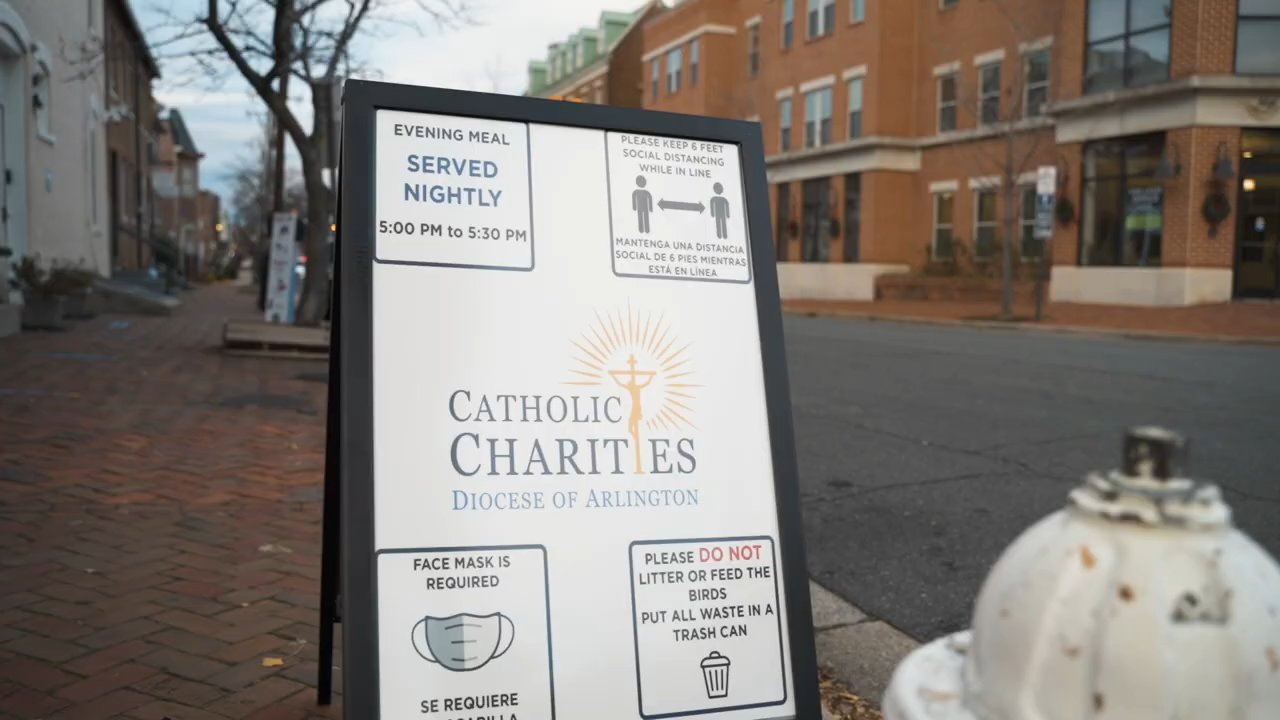 EVENING MEAL
SERVED
NIGHTLY
5:00 PM to 5:30 PM
PLEASE KEEP 6 FEET
SOCIAL DISTANCING
WHILE IN LINE
MANTENGA UNA DISTANCIA
SOCIAL DE 6 PIES MIENTRAS
ESTÁ EN LÍNEA
CATHOLIC
CHARITIES
DIOCESE OF ARLINGTON
FACE MASK IS
REQUIRED
SE REQUIERE
PLEASE DO NOT
LITTER OR FEED THE
BIRDS
PUT ALL WASTE IN A
TRASH CAN